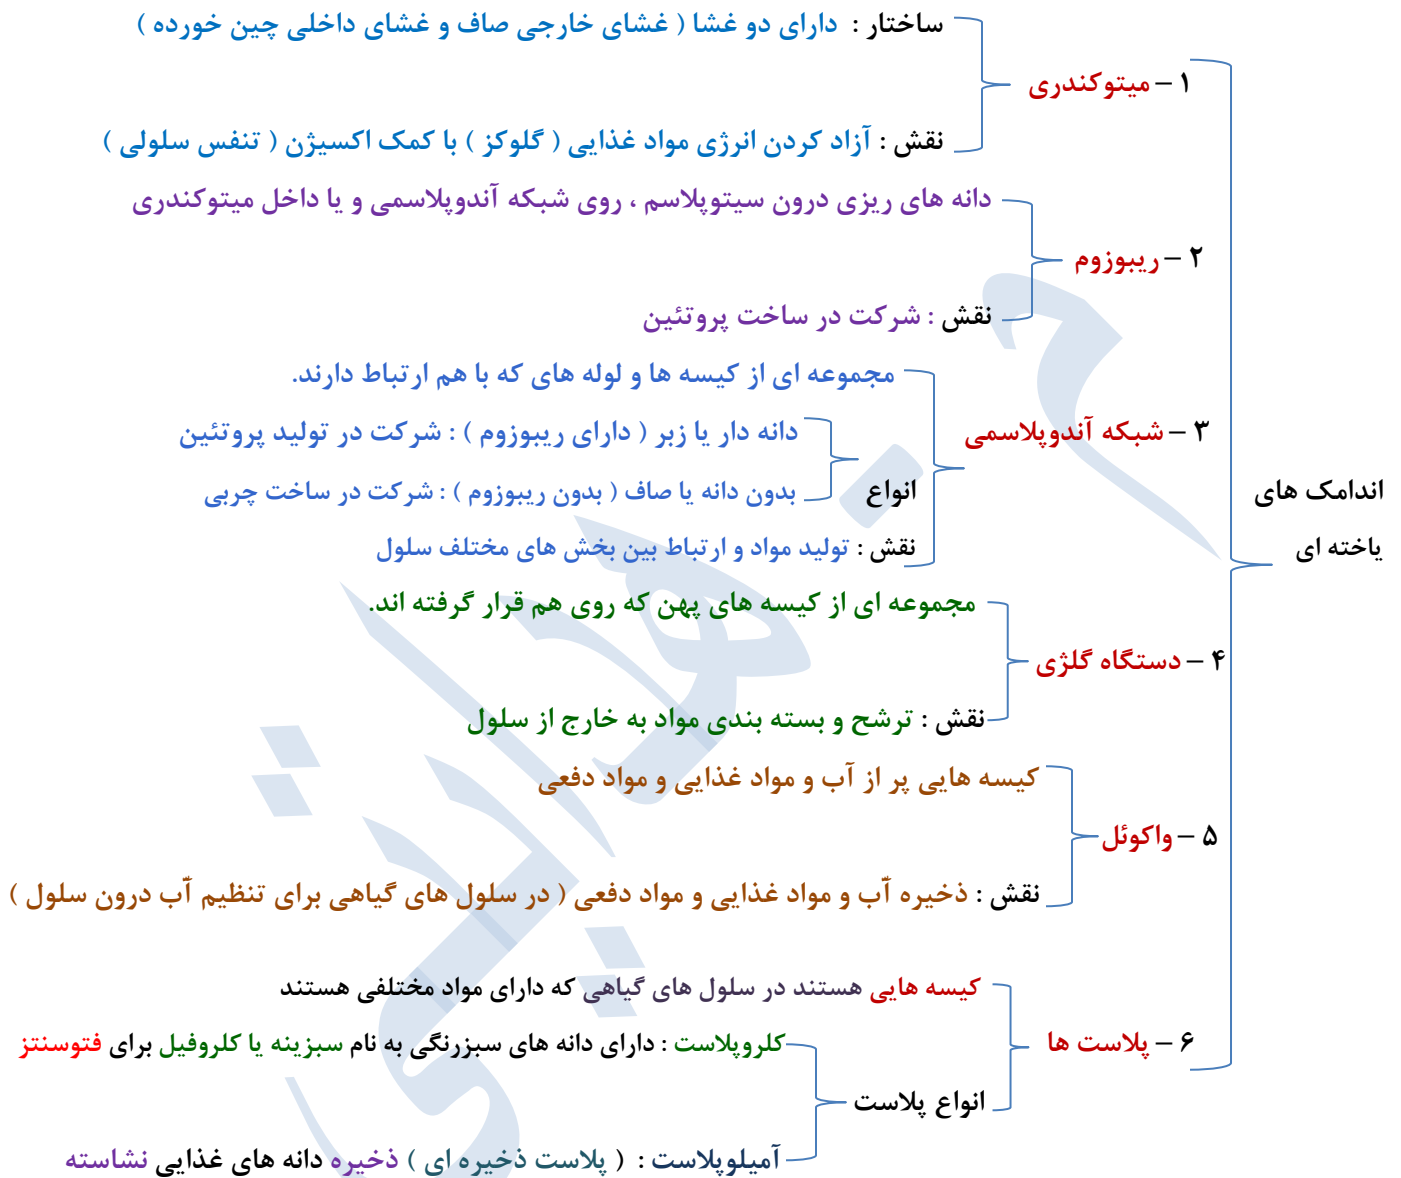 ساختار : دارای دو غشا ( غشای خارجی صاف و غشای داخلی چین خورده )
۱ – میتوکندری
نقش : آزاد کردن انرژی مواد غذایی ( گلوکز ) با کمک اکسیژن ( تنفس سلولی )
دانه های ریزی درون سیتوپلاسم ، روی شبکه آندوپلاسمی و یا داخل میتوکندری
۲ – ریبوزوم
نقش : شرکت در ساخت پروتئین
مجموعه ای از کیسه ها و لوله های که با هم ارتباط دارند.
۳ – شبکه آندوپلاسمی
دانه دار یا زبر ( دارای ریبوزوم ) : شرکت در تولید پروتئین
اندامک های
انواع
بدون دانه یا صاف ( بدون ریبوزوم ) : شرکت در ساخت چربی
یاخته ای
نقش : تولید مواد و ارتباط بین بخش های مختلف سلول
مجموعه ای از کیسه های پهن که روی هم قرار گرفته اند.
۴ – دستگاه گلژی
نقش : ترشح و بسته بندی مواد به خارج از سلول
کیسه هایی پر از آب و مواد غذایی و مواد دفعی
۵ – واکوئل
نقش : ذخیره آب و مواد غذایی و مواد دفعی ( در سلول های گیاهی برای تنظیم آب درون سلول )
کیسه هایی هستند در سلول های گیاهی که دارای مواد مختلفی هستند
۶ – پلاست ها
کلروپلاست : دارای دانه های سبزرنگی به نام سبزینه یا کلروفیل برای فتوسنتز
انواع پلاست
آمیلوپلاست : ( پلاست ذخیره ای ) ذخیره دانه های غذایی نشاسته